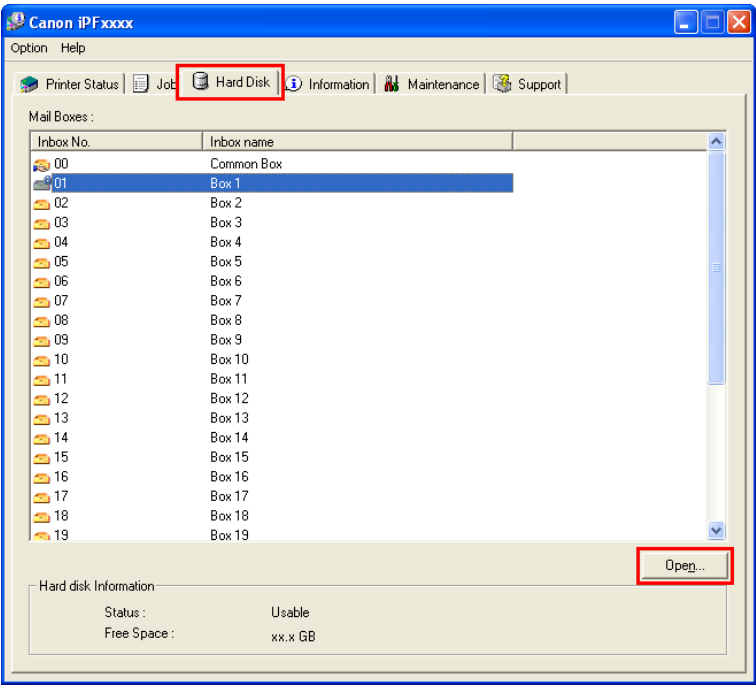 Canon iPFxxxx
Option Help
Printer Status Job Hard Disk Information Maintenance Support
Mail Boxes :
Inbox No. Inbox name
00 Common Box
01 Box 1
02 Box 2
03 Box 3
04 Box 4
05 Box 5
06 Box 6
07 Box 7
08 Box 8
09 Box 9
10 Box 10
11 Box 11
12 Box 12
13 Box 13
14 Box 14
15 Box 15
16 Box 16
17 Box 17
18 Box 18
19 Box 19
Open...
Hard disk Information
Status : Usable
Free Space : xx.x GB